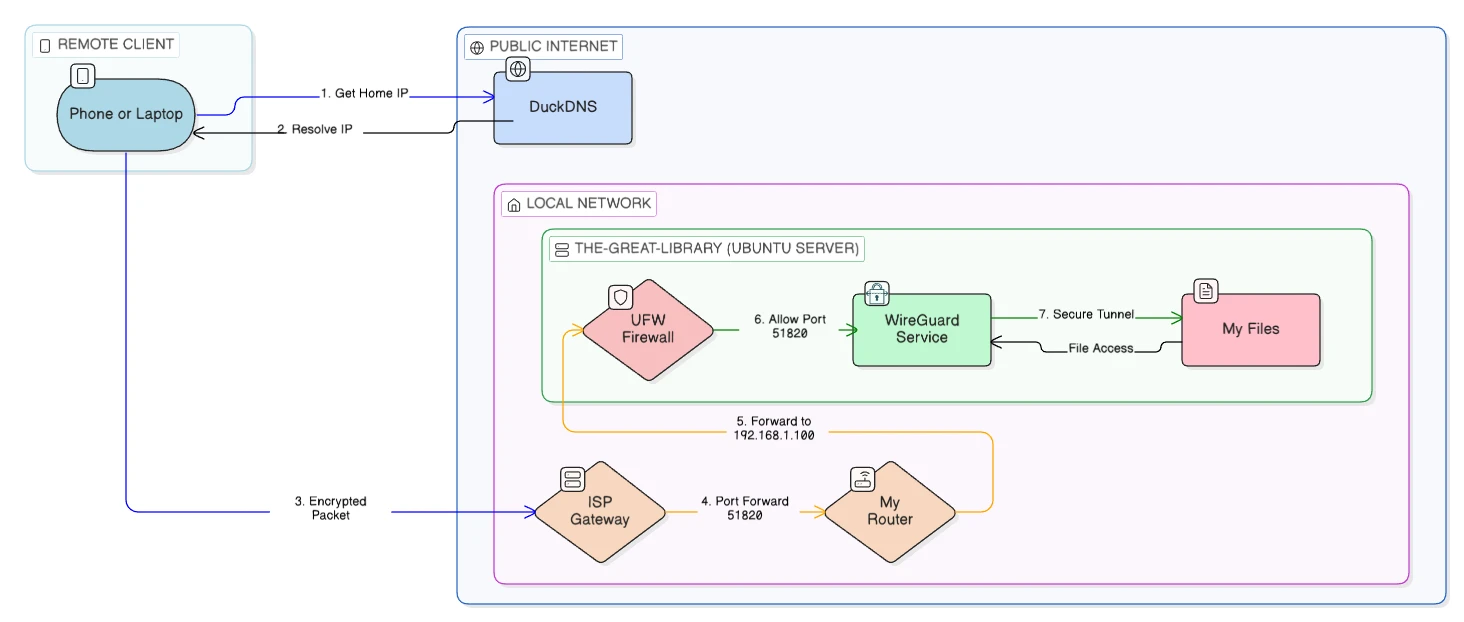 REMOTE CLIENT
Phone or Laptop
1. Get Home IP
2. Resolve IP
PUBLIC INTERNET
DuckDNS
LOCAL NETWORK
THE-GREAT-LIBRARY (UBUNTU SERVER)
UFW
Firewall
6. Allow Port
51820
WireGuard
Service
7. Secure Tunnel
File Access
My Files
5. Forward to
192.168.1.100
3. Encrypted
Packet
ISP
Gateway
4. Port Forward
51820
My
Router